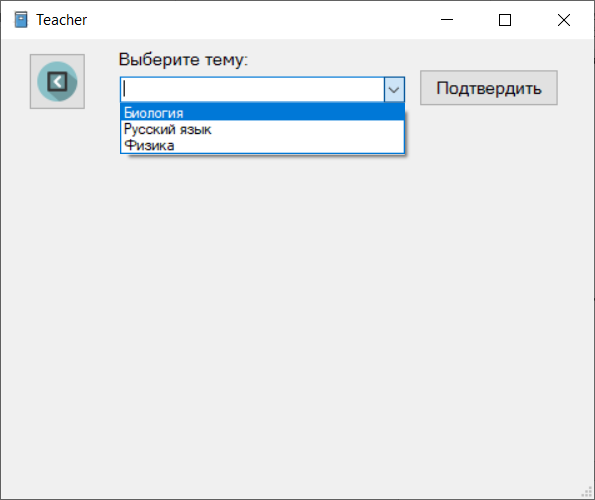 Teacher
Выберите тему:
Подтвердить
Биология
Русский язык
Физика